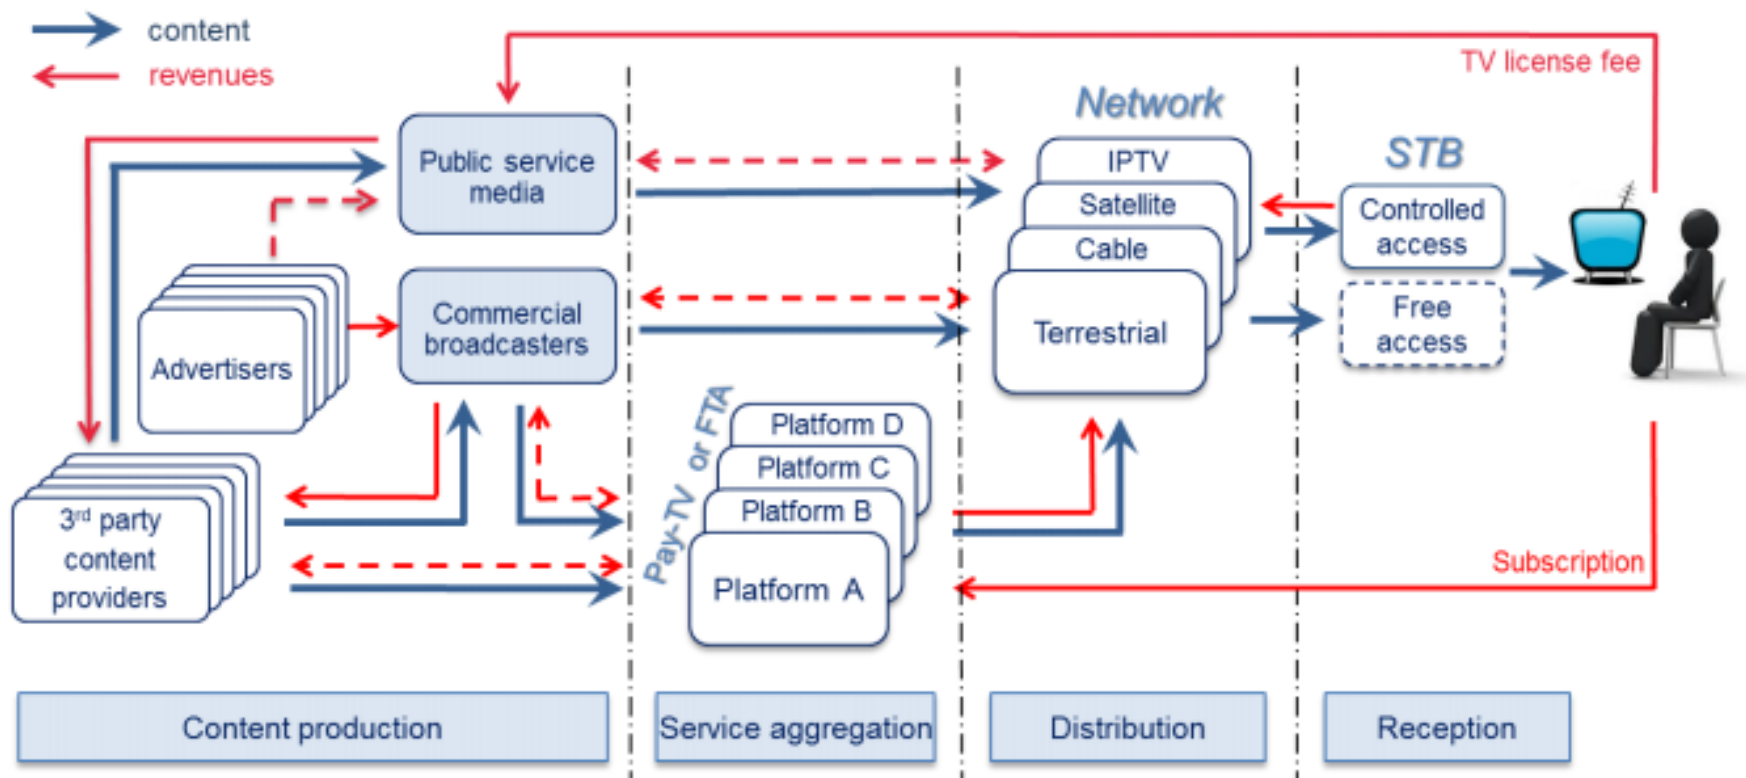 content
revenues
TV license fee
Network
Public service
media
IPTV
STB
Satellite
Controlled
access
Cable
Commercial
broadcasters
Free
access
Terrestrial
Advertisers
Pay-TV or FTA
Platform D
Platform C
Platform B
Platform A
3rd party
content
providers
Subscription
Content production
Service aggregation
Distribution
Reception